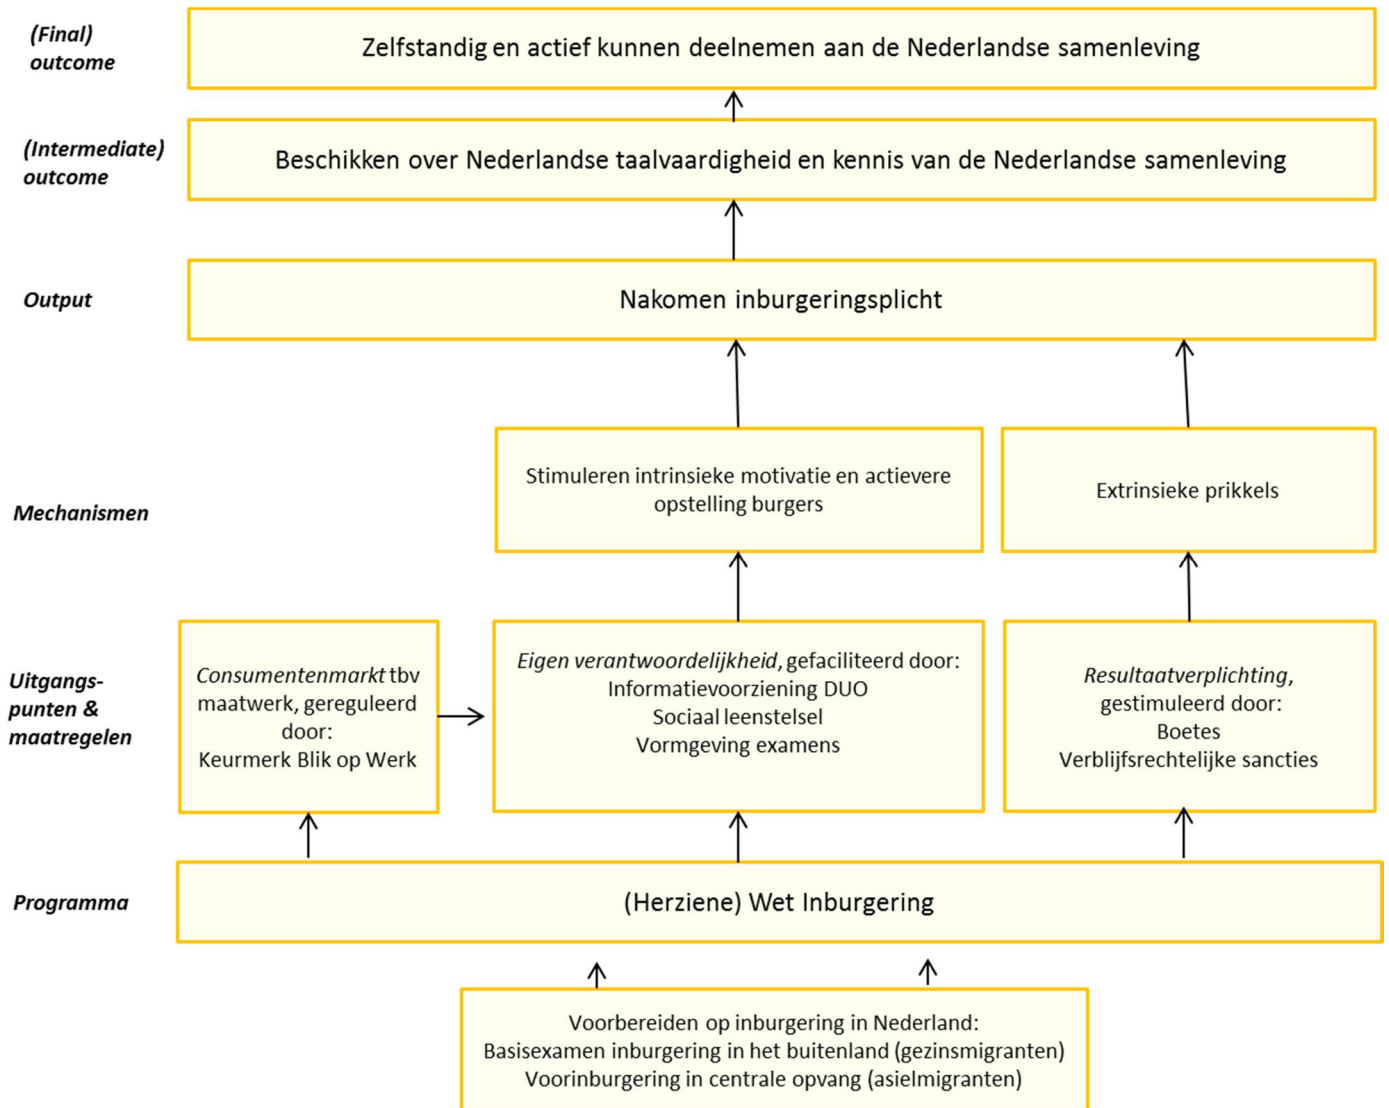 (Final)
outcome
Zelfstandig en actief kunnen deelnemen aan de Nederlandse samenleving
(Intermediate)
outcome
Beschikken over Nederlandse taalvaardigheid en kennis van de Nederlandse samenleving
Output
Nakomen inburgeringsplicht
Mechanismen
Stimuleren intrinsieke motivatie en actievere
opstelling burgers
Extrinsieke prikkels
Uitgangs-
punten &
maatregelen
Consumentenmarkt tbv
maatwerk, gereguleerd
door:
Keurmerk Blik op Werk
Eigen verantwoordelijkheid, gefaciliteerd door:
Informatievoorziening DUO
Sociaal leenstelsel
Vormgeving examens
Resultaatverplichting,
gestimuleerd door:
Boetes
Verblijfsrechtelijke sancties
Programma
(Herziene) Wet Inburgering
Voorbereiden op inburgering in Nederland:
Basisexamen inburgering in het buitenland (gezinsmigranten)
Voorinburgering in centrale opvang (asielmigranten)